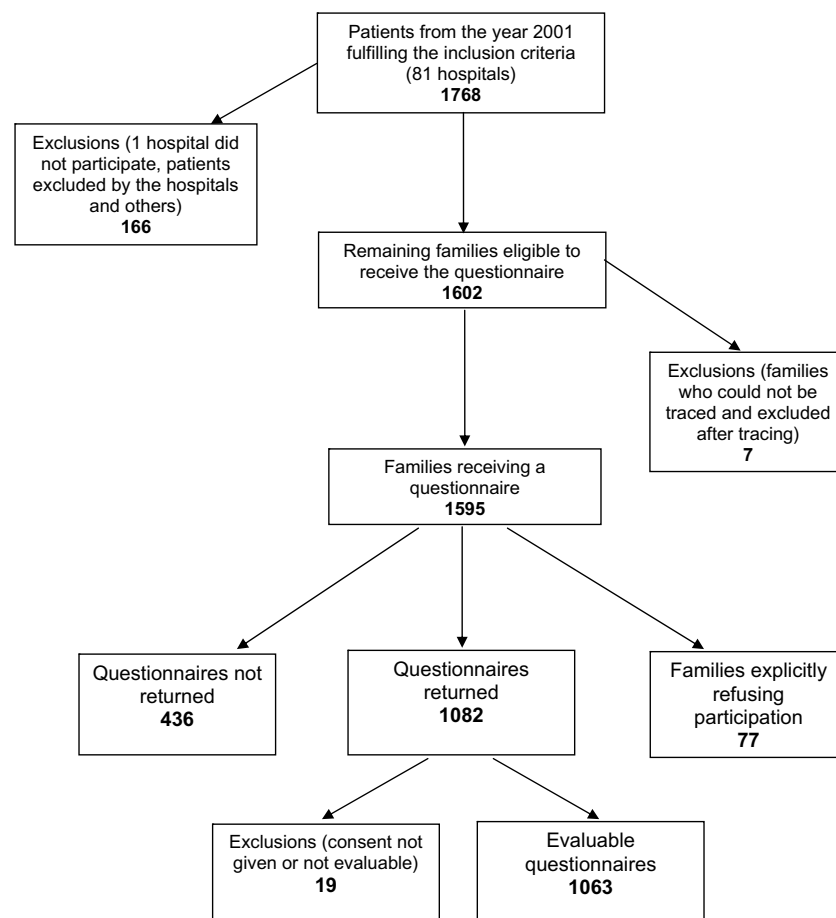 Patients from the year 2001
fulfilling the inclusion criteria
(81 hospitals)
1768
Exclusions (1 hospital did
not participate, patients
excluded by the hospitals
and others)
166
Remaining families eligible to
receive the questionnaire
1602
Exclusions (families
who could not be
traced and excluded
after tracing)
7
Families receiving a
questionnaire
1595
Questionnaires not
returned
436
Questionnaires
returned
1082
Families explicitly
refusing
participation
77
Exclusions (consent not
given or not evaluable)
19
Evaluable
questionnaires
1063